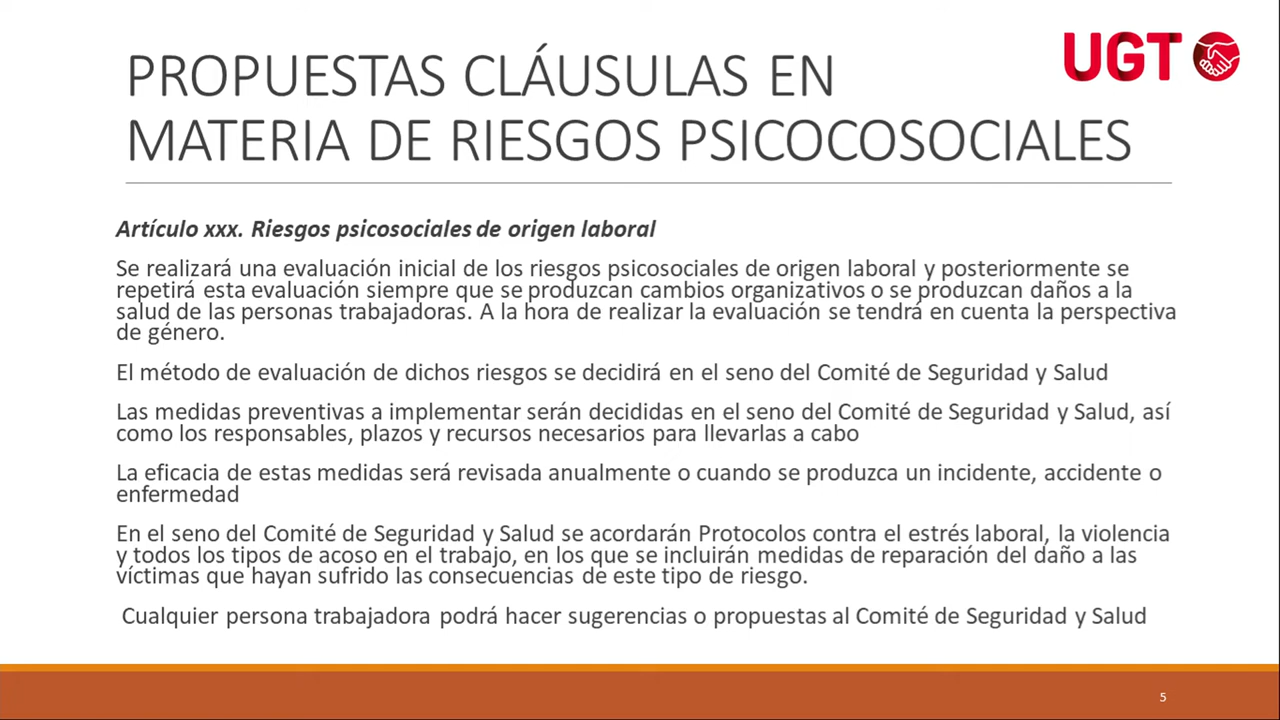 PROPUESTAS CLÁUSULAS EN
MATERIA DE RIESGOS PSICOCOSOCIALES
UGT
Artículo xxx. Riesgos psicosociales de origen laboral
Se realizará una evaluación inicial de los riesgos psicosociales de origen laboral y posteriormente se
repetirá esta evaluación siempre que se produzcan cambios organizativos o se produzcan daños a la
salud de las personas trabajadoras. A la hora de realizar la evaluación se tendrá en cuenta la perspectiva
de género.
El método de evaluación de dichos riesgos se decidirá en el seno del Comité de Seguridad y Salud
Las medidas preventivas a implementar serán decididas en el seno del Comité de Seguridad y Salud, así
como los responsables, plazos y recursos necesarios para llevarlas a cabo
La eficacia de estas medidas será revisada anualmente o cuando se produzca un incidente, accidente o
enfermedad
En el seno del Comité de Seguridad y Salud se acordarán Protocolos contra el estrés laboral, la violencia
y todos los tipos de acoso en el trabajo, en los que se incluirán medidas de reparación del daño a las
víctimas que hayan sufrido las consecuencias de este tipo de riesgo.
Cualquier persona trabajadora podrá hacer sugerencias o propuestas al Comité de Seguridad y Salud
5